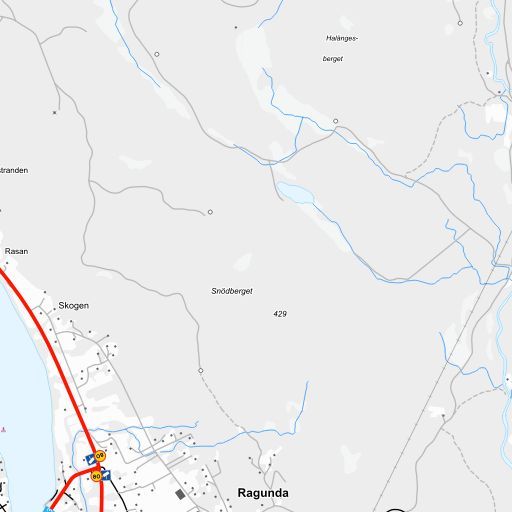 Halånges-
berget
stranden
Rasan
Skogen
Snödberget
429
Ragunda